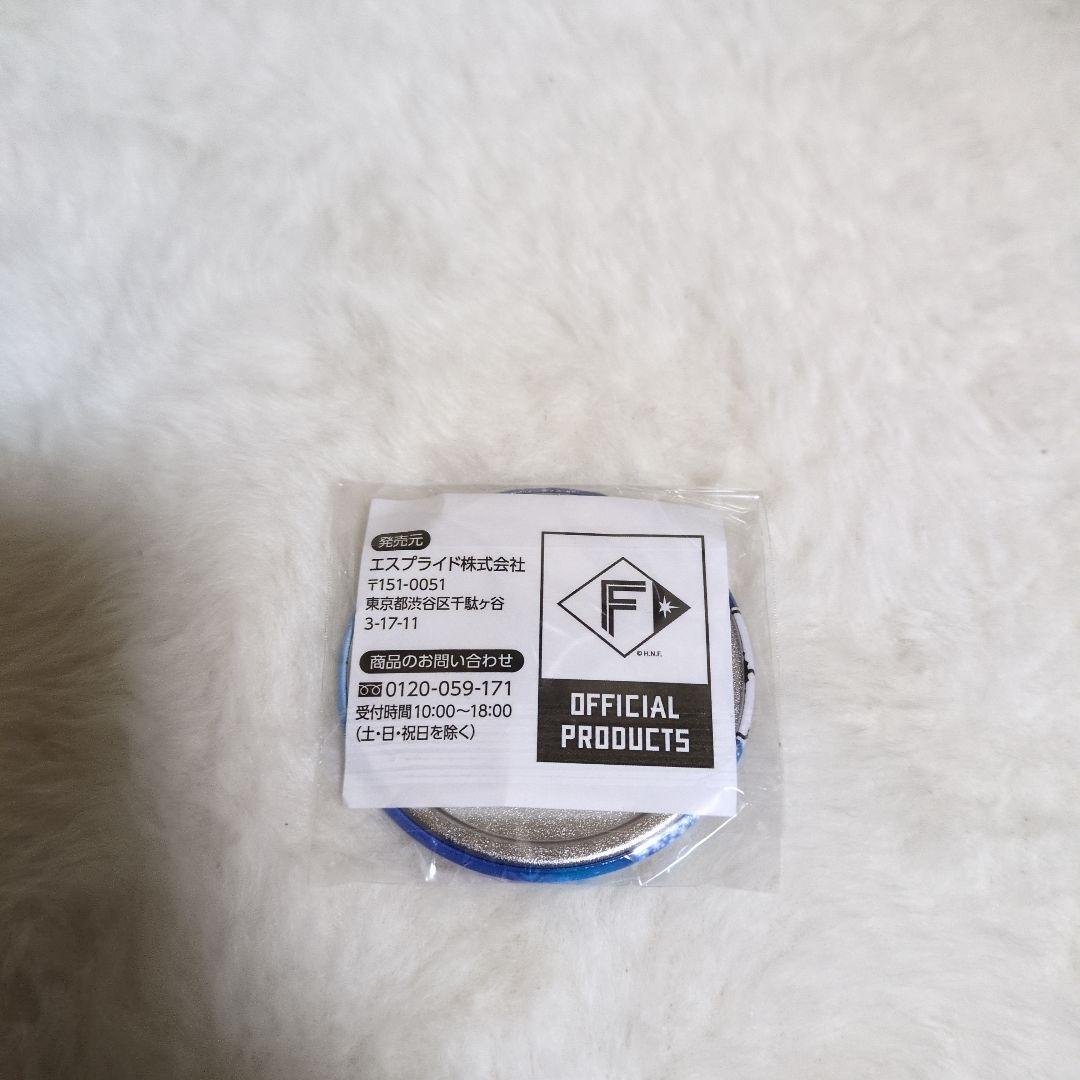 発売元
エスプライド株式会社
〒151-0051
東京都渋谷区千駄ヶ谷
3-17-11
商品のお問い合わせ
0120-059-171
受付時間10:00〜18:00
(土・日・祝日を除く)
F
© H.N.F.
OFFICIAL
PRODUCTS